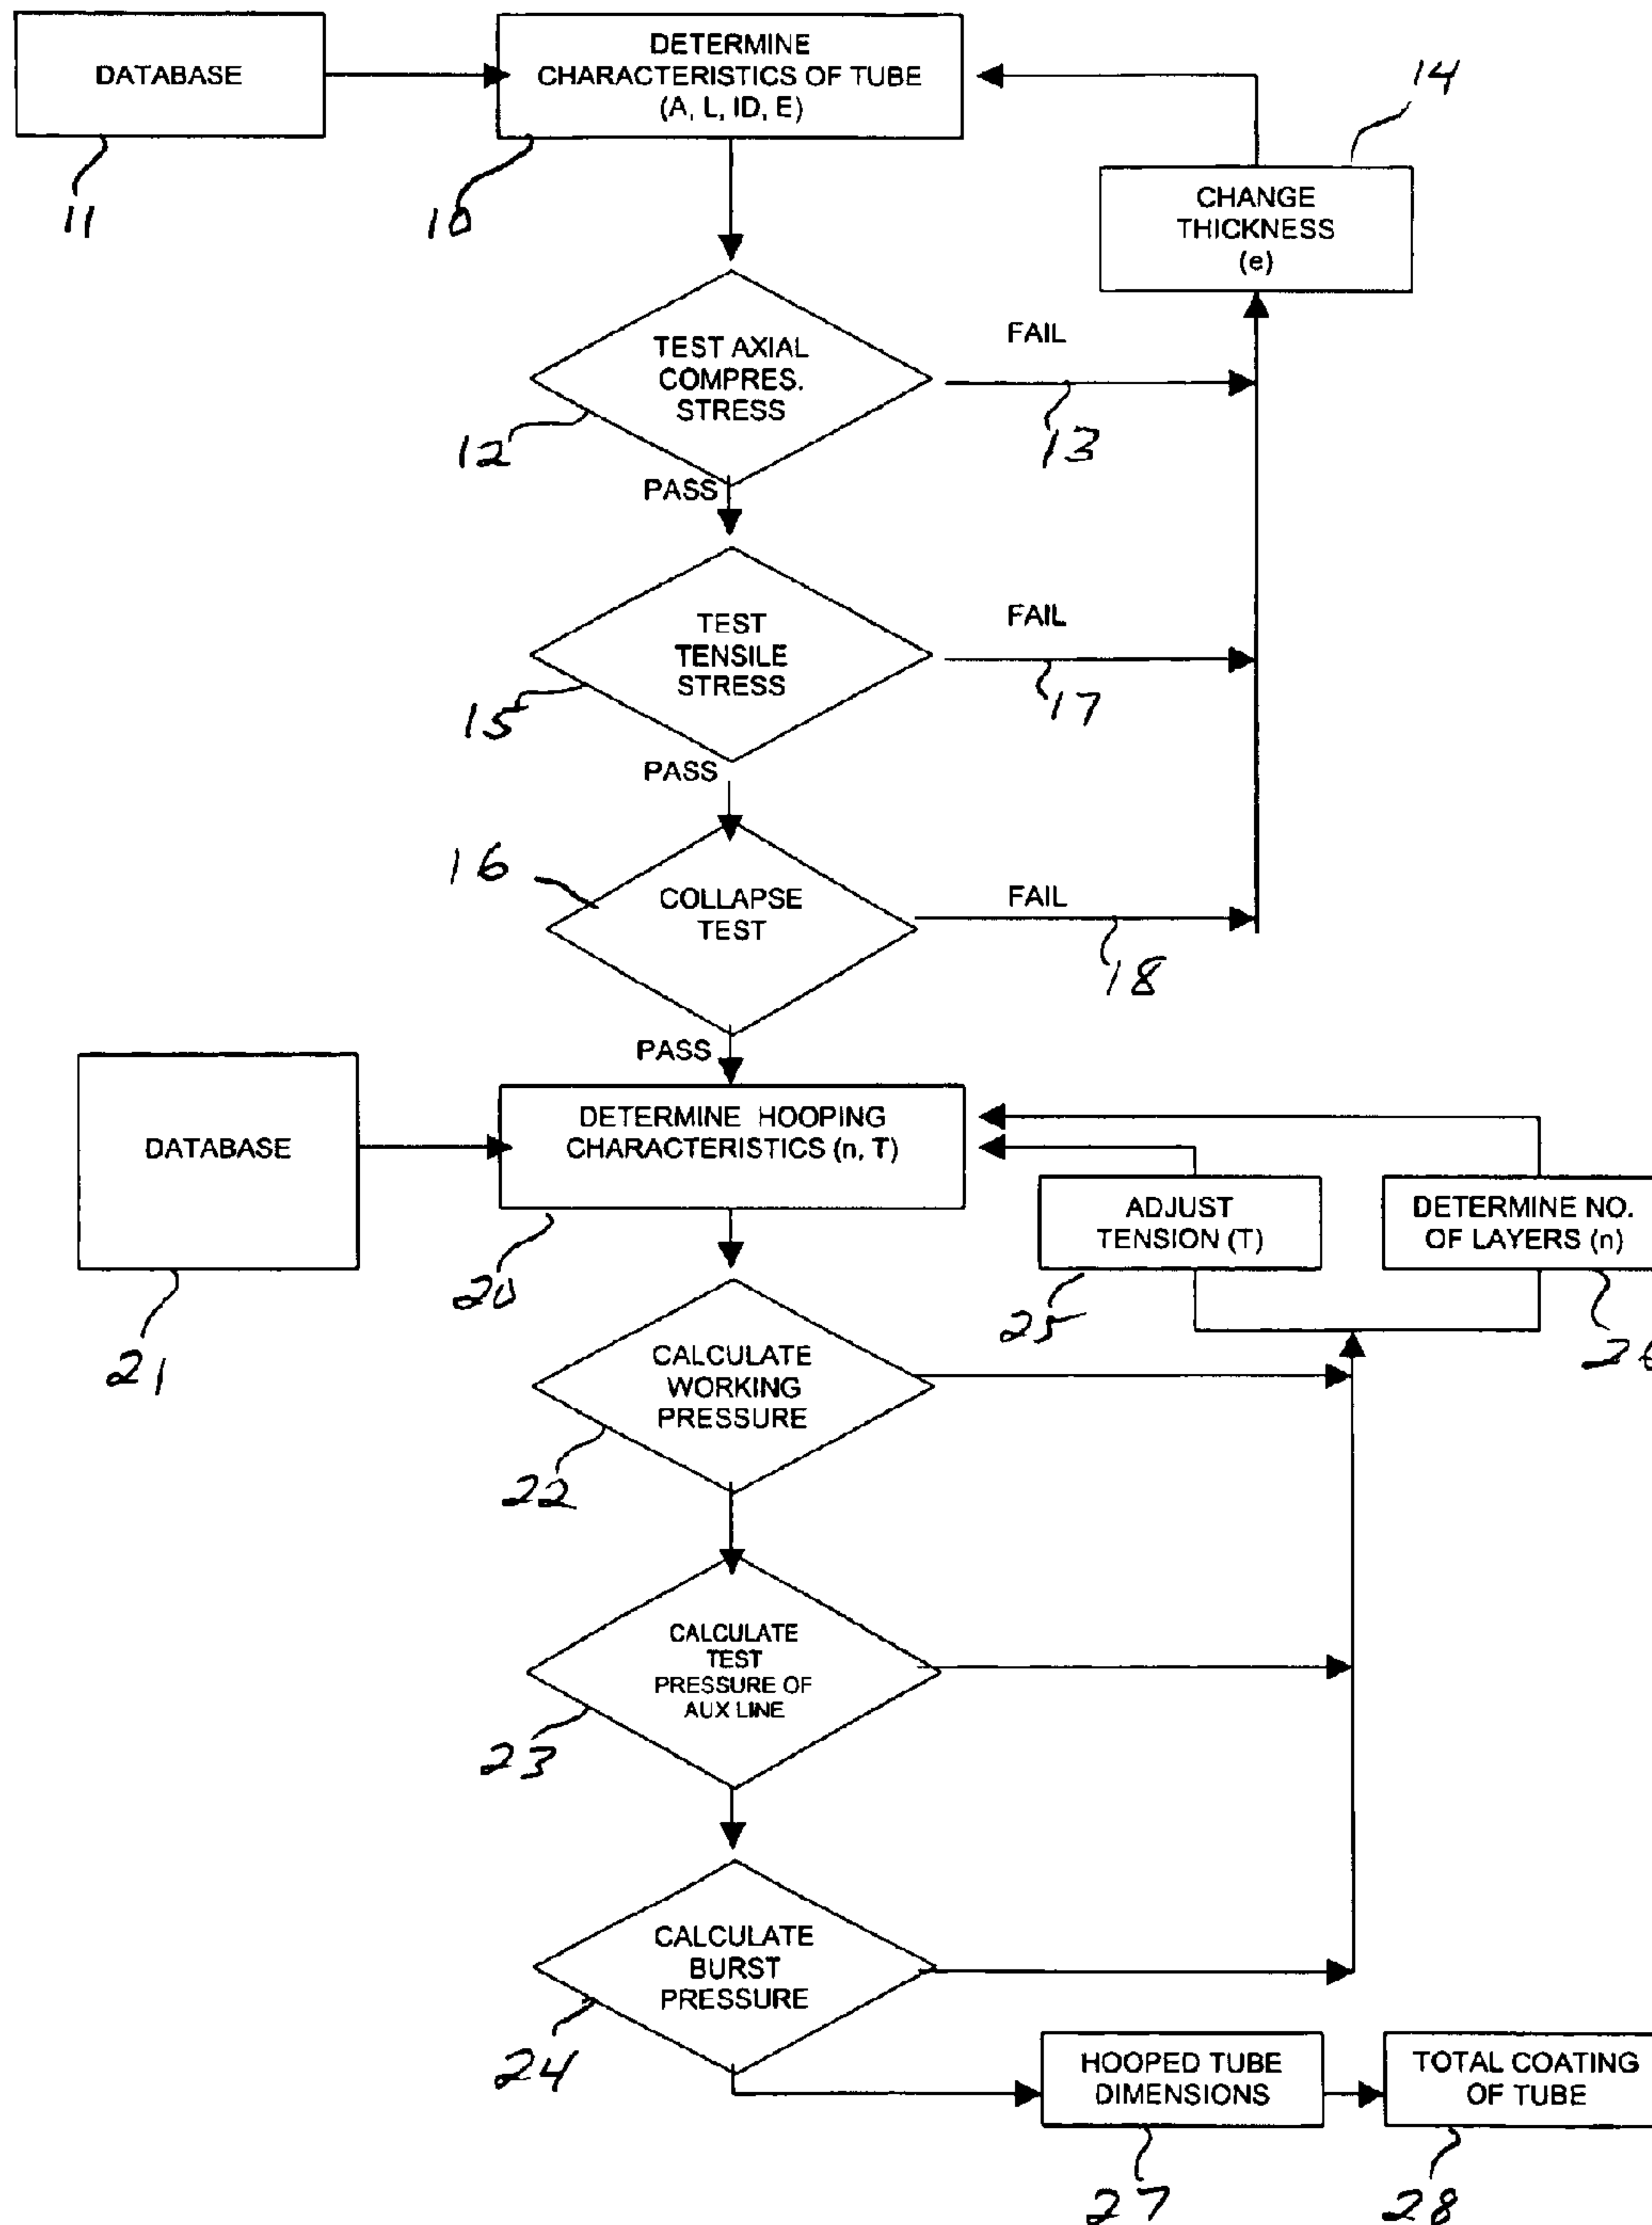 DATABASE
DETERMINE
CHARACTERISTICS OF TUBE
(A, L, ID, E)
14
11
10
CHANGE
THICKNESS
(e)
TEST AXIAL
COMPRES.
STRESS
FAIL
12
13
PASS
TEST
TENSILE
STRESS
FAIL
15
17
PASS
16
COLLAPSE
TEST
FAIL
18
PASS
DATABASE
DETERMINE HOOPING
CHARACTERISTICS (n, T)
ADJUST
TENSION (T)
DETERMINE NO.
OF LAYERS (n)
21
20
25
26
CALCULATE
WORKING
PRESSURE
22
CALCULATE
TEST
PRESSURE OF
AUX LINE
23
CALCULATE
BURST
PRESSURE
24
HOOPED TUBE
DIMENSIONS
TOTAL COATING
OF TUBE
27
28